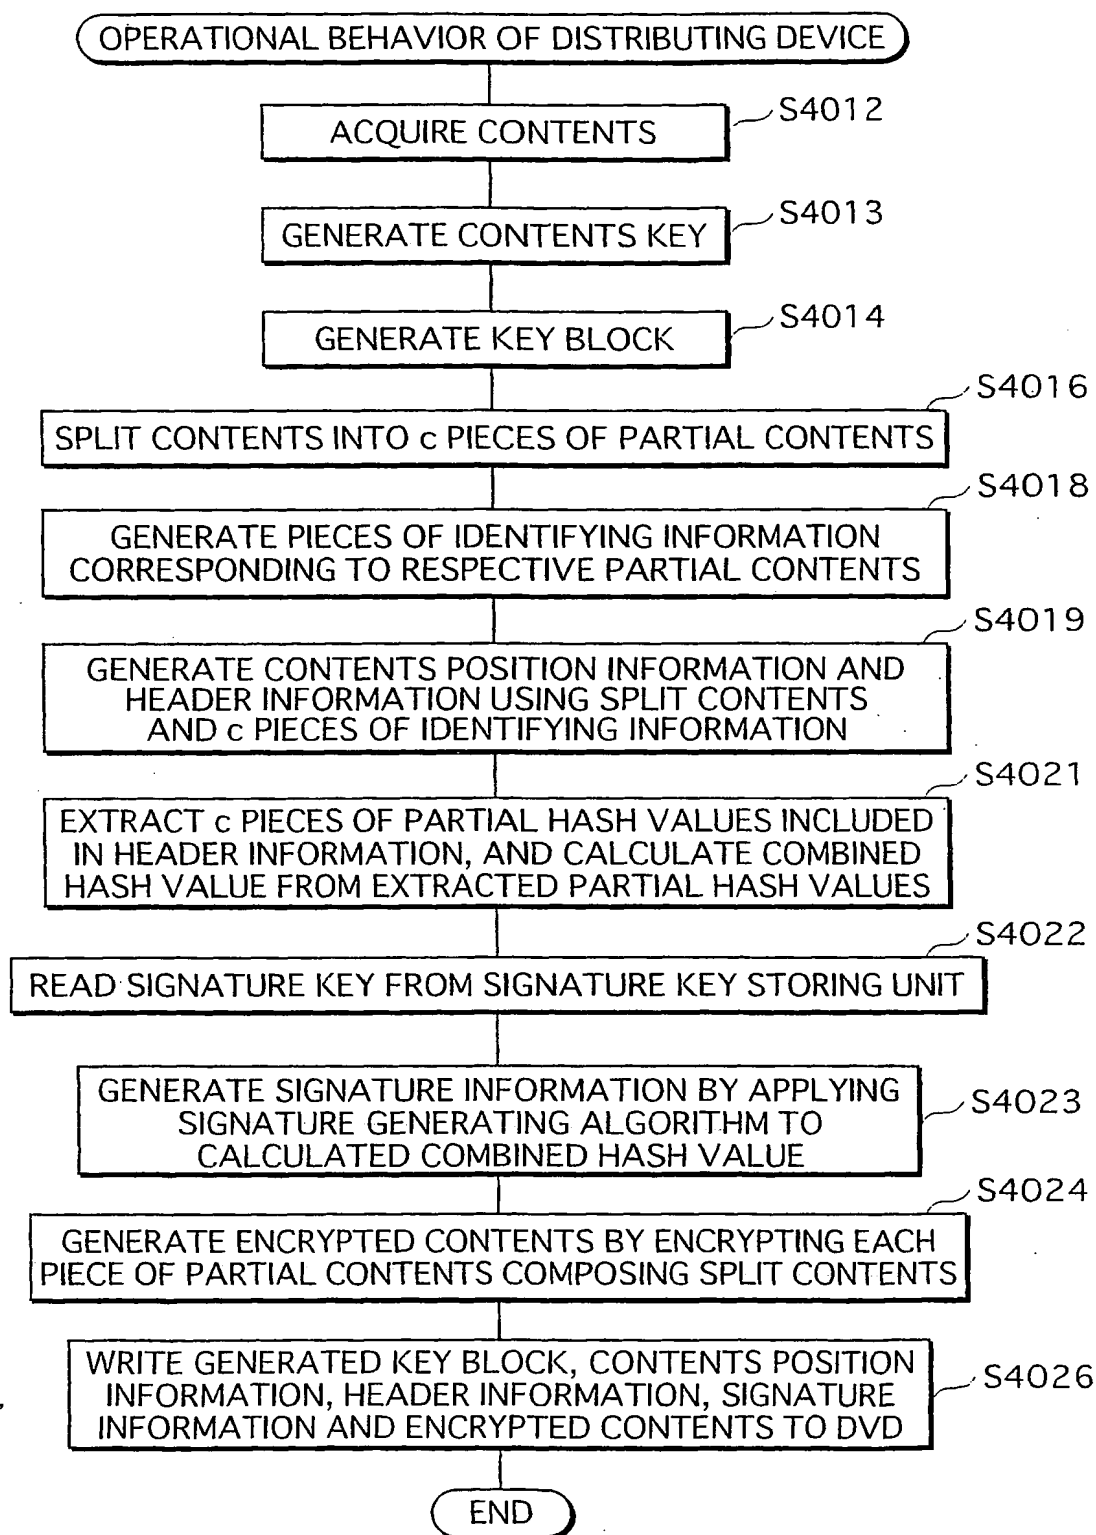 OPERATIONAL BEHAVIOR OF DISTRIBUTING DEVICE
S4012
ACQUIRE CONTENTS
S4013
GENERATE CONTENTS KEY
S4014
GENERATE KEY BLOCK
S4016
SPLIT CONTENTS INTO c PIECES OF PARTIAL CONTENTS
S4018
GENERATE PIECES OF IDENTIFYING INFORMATION
CORRESPONDING TO RESPECTIVE PARTIAL CONTENTS
S4019
GENERATE CONTENTS POSITION INFORMATION AND
HEADER INFORMATION USING SPLIT CONTENTS
AND c PIECES OF IDENTIFYING INFORMATION
S4021
EXTRACT c PIECES OF PARTIAL HASH VALUES INCLUDED
IN HEADER INFORMATION, AND CALCULATE COMBINED
HASH VALUE FROM EXTRACTED PARTIAL HASH VALUES
S4022
READ SIGNATURE KEY FROM SIGNATURE KEY STORING UNIT
GENERATE SIGNATURE INFORMATION BY APPLYING
SIGNATURE GENERATING ALGORITHM TO
CALCULATED COMBINED HASH VALUE
S4023
S4024
GENERATE ENCRYPTED CONTENTS BY ENCRYPTING EACH
PIECE OF PARTIAL CONTENTS COMPOSING SPLIT CONTENTS
WRITE GENERATED KEY BLOCK, CONTENTS POSITION
INFORMATION, HEADER INFORMATION, SIGNATURE
INFORMATION AND ENCRYPTED CONTENTS TO DVD
S4026
END